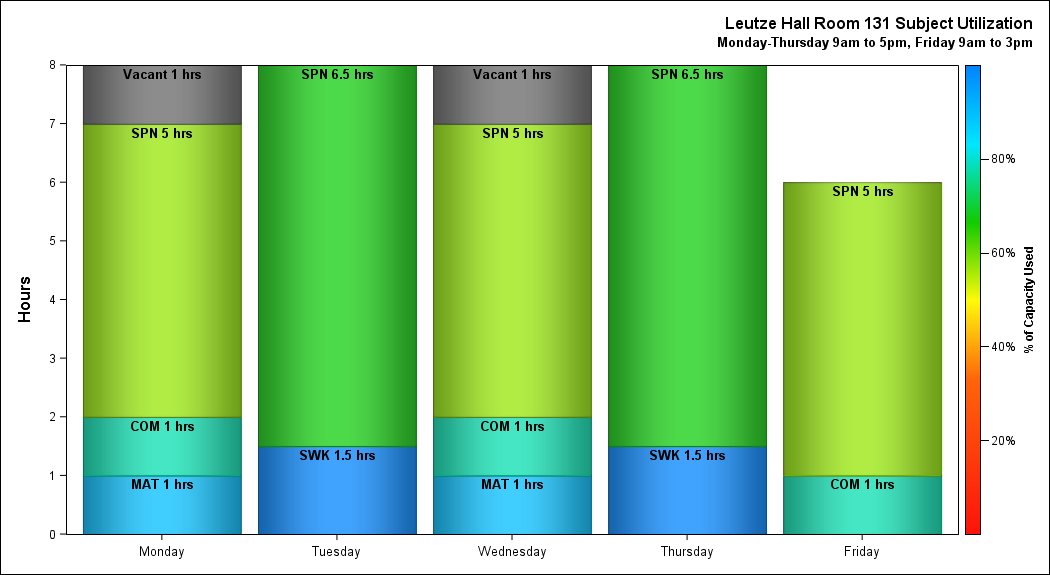 Leutze Hall Room 131 Subject Utilization
Monday-Thursday 9am to 5pm, Friday 9am to 3pm
Hours
8
7
6
5
4
3
2
1
0
Vacant 1 hrs
SPN 5 hrs
COM 1 hrs
MAT 1 hrs
SPN 6.5 hrs
SWK 1.5 hrs
Vacant 1 hrs
SPN 5 hrs
COM 1 hrs
MAT 1 hrs
SPN 6.5 hrs
SWK 1.5 hrs
SPN 5 hrs
COM 1 hrs
Monday
Tuesday
Wednesday
Thursday
Friday
80%
60%
40%
20%
% of Capacity Used